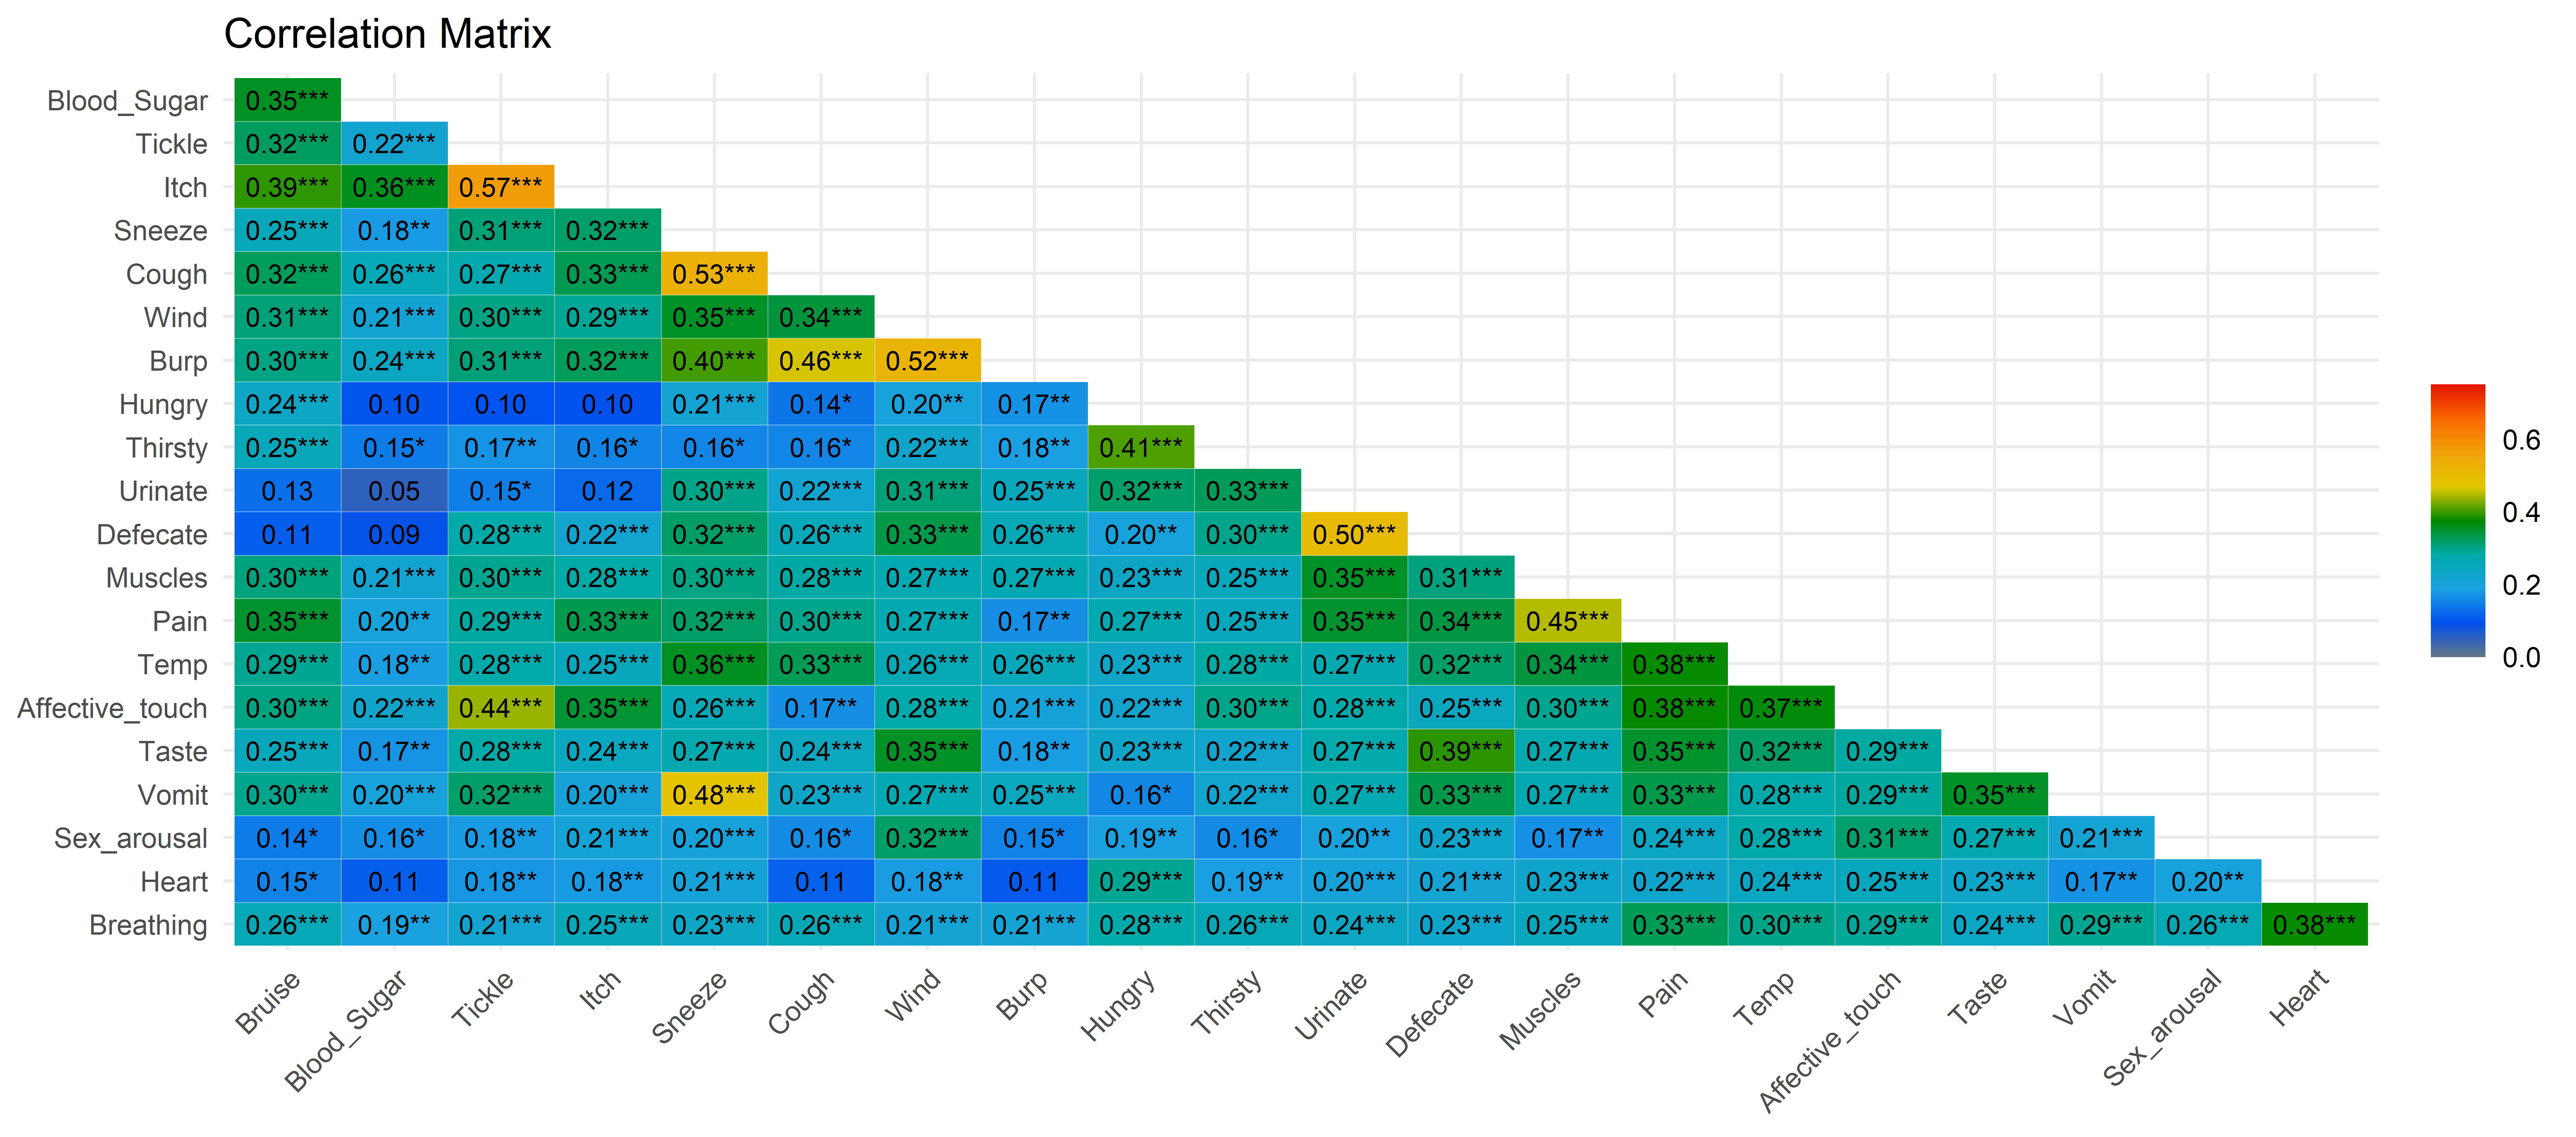 Correlation Matrix
Blood_Sugar 0.35***
Tickle 0.32*** 0.22***
Itch 0.39*** 0.36*** 0.57***
Sneeze 0.25*** 0.18** 0.31*** 0.32***
Cough 0.32*** 0.26*** 0.27*** 0.33*** 0.53***
Wind 0.31*** 0.21*** 0.30*** 0.29*** 0.35*** 0.34***
Burp 0.30*** 0.24*** 0.31*** 0.32*** 0.40*** 0.46*** 0.52***
Hungry 0.24*** 0.10 0.10 0.10 0.21*** 0.14* 0.20** 0.17**
Thirsty 0.25*** 0.15* 0.17** 0.16* 0.16* 0.16* 0.22*** 0.18** 0.41***
Urinate 0.13 0.05 0.15* 0.12 0.30*** 0.22*** 0.31*** 0.25*** 0.32*** 0.33***
Defecate 0.11 0.09 0.28*** 0.22*** 0.32*** 0.26*** 0.33*** 0.26*** 0.20** 0.30*** 0.50***
Muscles 0.30*** 0.21*** 0.30*** 0.28*** 0.30*** 0.28*** 0.27*** 0.27*** 0.23*** 0.25*** 0.35*** 0.31***
Pain 0.35*** 0.20** 0.29*** 0.33*** 0.32*** 0.30*** 0.27*** 0.17** 0.27*** 0.25*** 0.35*** 0.34*** 0.45***
Temp 0.29*** 0.18** 0.28*** 0.25*** 0.36*** 0.33*** 0.26*** 0.26*** 0.23*** 0.28*** 0.27*** 0.32*** 0.34*** 0.38***
Affective_touch 0.30*** 0.22*** 0.44*** 0.35*** 0.26*** 0.17** 0.28*** 0.21*** 0.22*** 0.30*** 0.28*** 0.25*** 0.30*** 0.38*** 0.37***
Taste 0.25*** 0.17** 0.28*** 0.24*** 0.27*** 0.24*** 0.35*** 0.18** 0.23*** 0.22*** 0.27*** 0.39*** 0.27*** 0.35*** 0.32*** 0.29***
Vomit 0.30*** 0.20*** 0.32*** 0.20*** 0.48*** 0.23*** 0.27*** 0.25*** 0.16* 0.22*** 0.27*** 0.33*** 0.27*** 0.33*** 0.28*** 0.29*** 0.35***
Sex_arousal 0.14* 0.16* 0.18** 0.21*** 0.20*** 0.16* 0.32*** 0.15* 0.19** 0.16* 0.20** 0.23*** 0.17** 0.24*** 0.28*** 0.31*** 0.27*** 0.21***
Heart 0.15* 0.11 0.18** 0.18** 0.21*** 0.11 0.18** 0.11 0.29*** 0.19** 0.20*** 0.21*** 0.23*** 0.22*** 0.24*** 0.25*** 0.23*** 0.17** 0.20**
Breathing 0.26*** 0.19** 0.21*** 0.25*** 0.23*** 0.26*** 0.21*** 0.21*** 0.28*** 0.26*** 0.24*** 0.23*** 0.25*** 0.33*** 0.30*** 0.29*** 0.24*** 0.29*** 0.26*** 0.38***
Bruise Blood_Sugar Tickle Itch Sneeze Cough Wind Burp Hungry Thirsty Urinate Defecate Muscles Pain Temp Affective_touch Taste Vomit Sex_arousal Heart
0.6
0.4
0.2
0.0